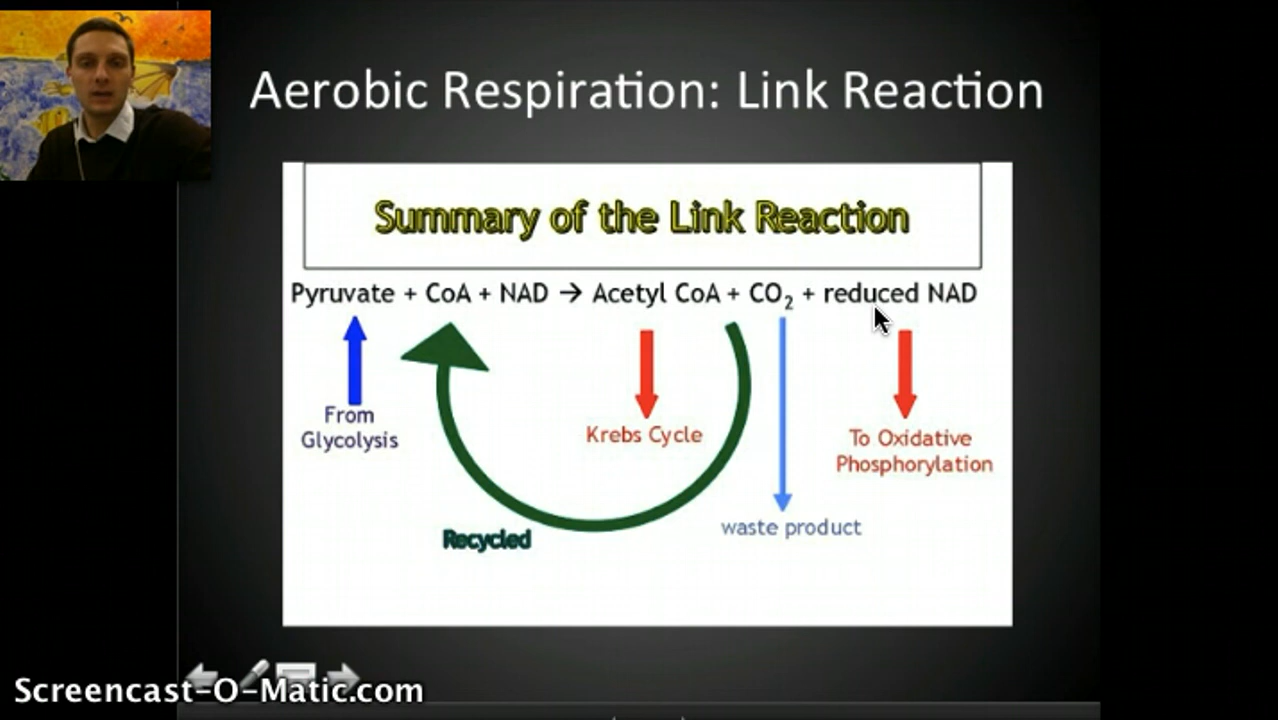 Aerobic Respiration: Link Reaction
Summary of the Link Reaction
Pyruvate + CoA + NAD → Acetyl CoA + CO₂ + reduced NAD
From
Glycolysis
Krebs Cycle
To Oxidative
Phosphorylation
waste product
Recycled
Screencast-O-Matic.com